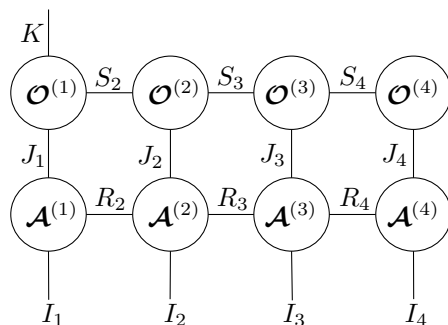 K
𝓞⁽¹⁾ S₂ 𝓞⁽²⁾ S₃ 𝓞⁽³⁾ S₄ 𝓞⁽⁴⁾
J₁ J₂ J₃ J₄
𝓐⁽¹⁾ R₂ 𝓐⁽²⁾ R₃ 𝓐⁽³⁾ R₄ 𝓐⁽⁴⁾
I₁ I₂ I₃ I₄